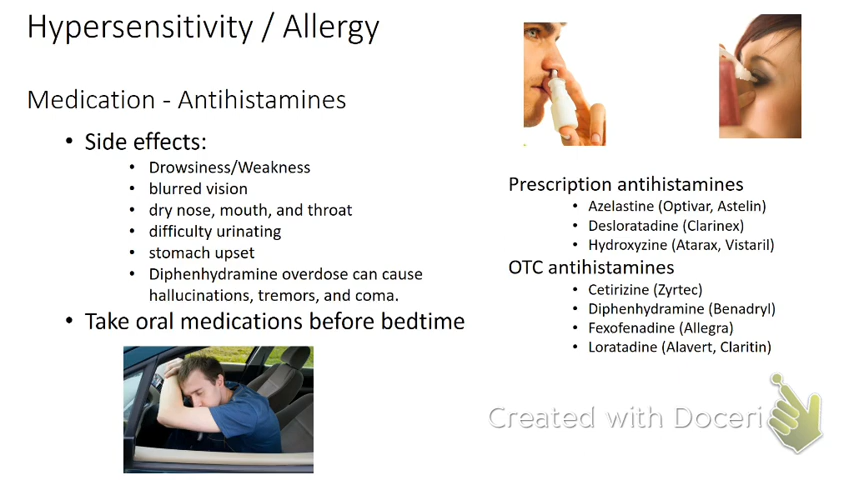 Hypersensitivity / Allergy
Medication - Antihistamines
• Side effects:
• Drowsiness/Weakness
• blurred vision
• dry nose, mouth, and throat
• difficulty urinating
• stomach upset
• Diphenhydramine overdose can cause
hallucinations, tremors, and coma.
• Take oral medications before bedtime
Prescription antihistamines
• Azelastine (Optivar, Astelin)
• Desloratadine (Clarinex)
• Hydroxyzine (Atarax, Vistaril)
OTC antihistamines
• Cetirizine (Zyrtec)
• Diphenhydramine (Benadryl)
• Fexofenadine (Allegra)
• Loratadine (Alavert, Claritin)
Created with Doceri